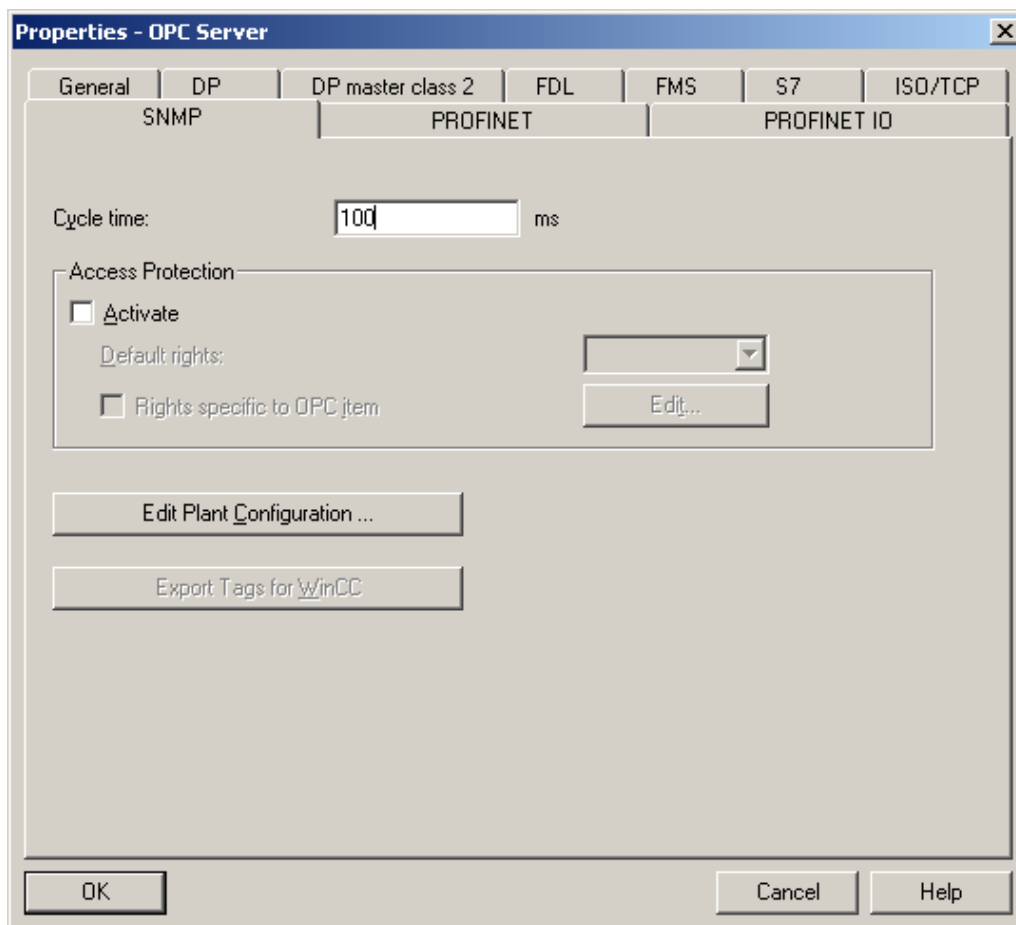 Properties - OPC Server
General DP DP master class 2 FDL FMS S7 ISO/TCP
SNMP PROFINET PROFINET IO
Cycle time: 100 ms
Access Protection
Activate
Default rights:
Rights specific to OPC item Edit...
Edit Plant Configuration ...
Export Tags for WinCC
OK Cancel Help